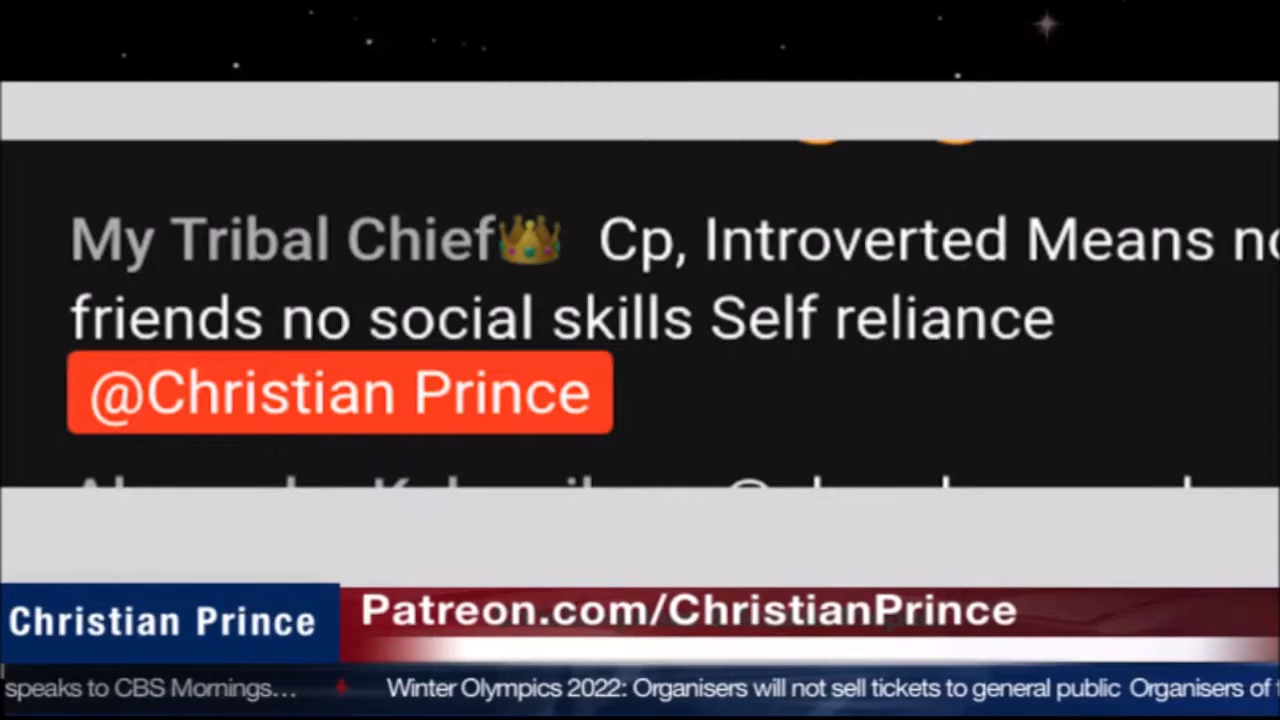 My Tribal Chief👑 Cp, Introverted Means
friends no social skills Self reliance
@Christian Prince
Christian Prince
Patreon.com/ChristianPrince
speaks to CBS Mornings... Winter Olympics 2022: Organisers will not sell tickets to general public Organisers of